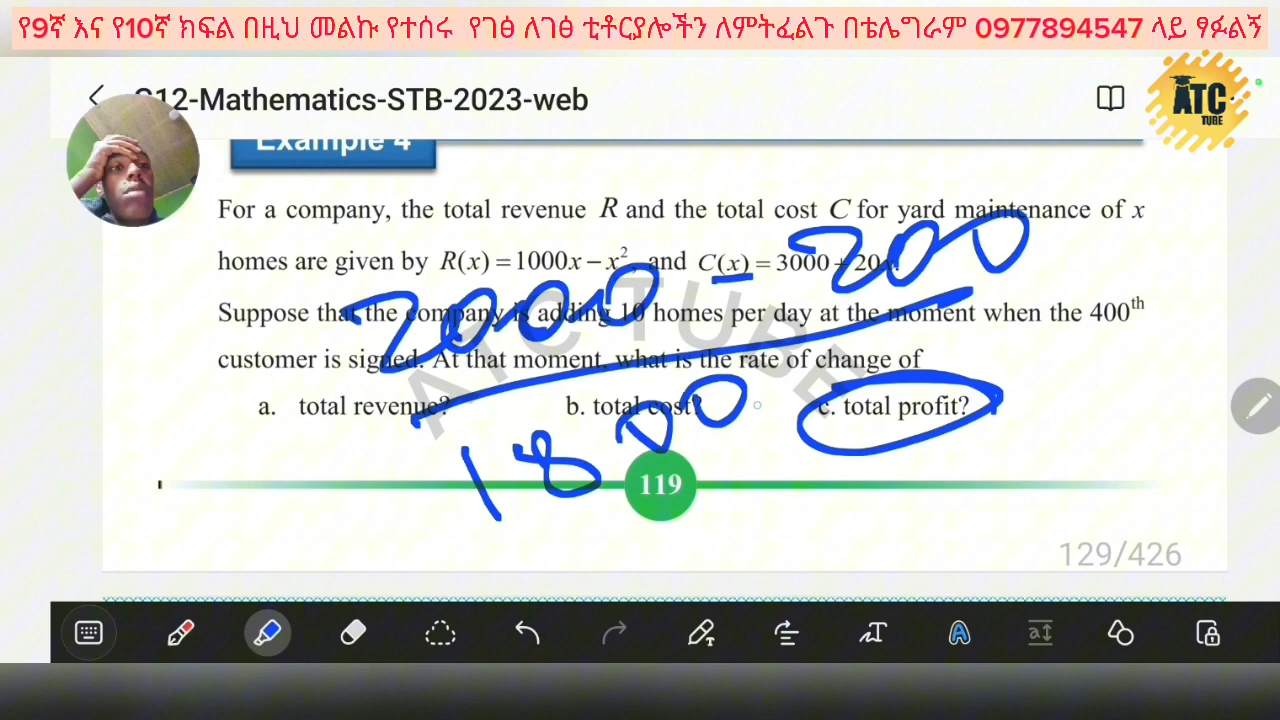 የ9ኛ እና የ10ኛ ክፍል በዚህ መልኩ የተሰሩ የገፅ ለገፅ ቲቶርያሎችን ለምትፈልጉ በቴሌግራም 0977894547 ላይ ፃፉልኝ
12-Mathematics-STB-2023-web
ATC
TUBE
Example 4
For a company, the total revenue R and the total cost C for yard maintenance of x
homes are given by R(x) = 1000x − x², and C(x) = 3000 + 20x.
Suppose that the company is adding 10 homes per day at the moment when the 400th
customer is signed. At that moment, what is the rate of change of
a. total revenue? b. total cost? c. total profit?
2000 - 200
1800
ATC TUBE
119
129/426